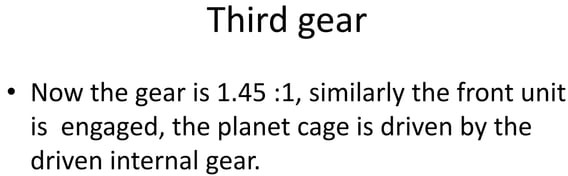 Third gear
• Now the gear is 1.45 :1, similarly the front unit
is engaged, the planet cage is driven by the
driven internal gear.